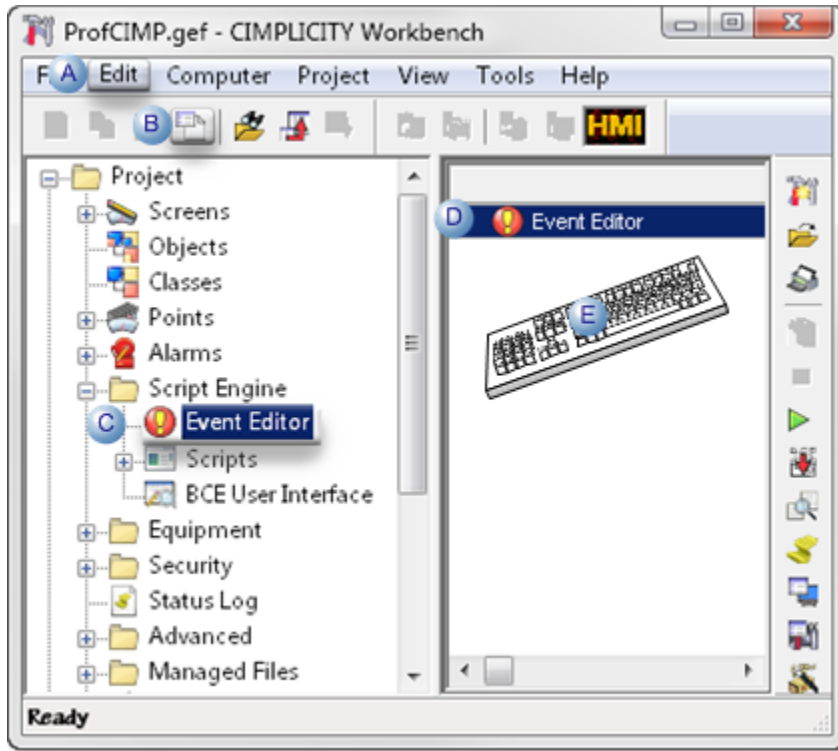 ProfCIMP.gef - CIMPLICITY Workbench
F A Edit Computer Project View Tools Help
B HMI
Project
Screens
Objects
Classes
Points
Alarms
Script Engine
C Event Editor
Scripts
BCE User Interface
Equipment
Security
Status Log
Advanced
Managed Files
D Event Editor
E
Ready